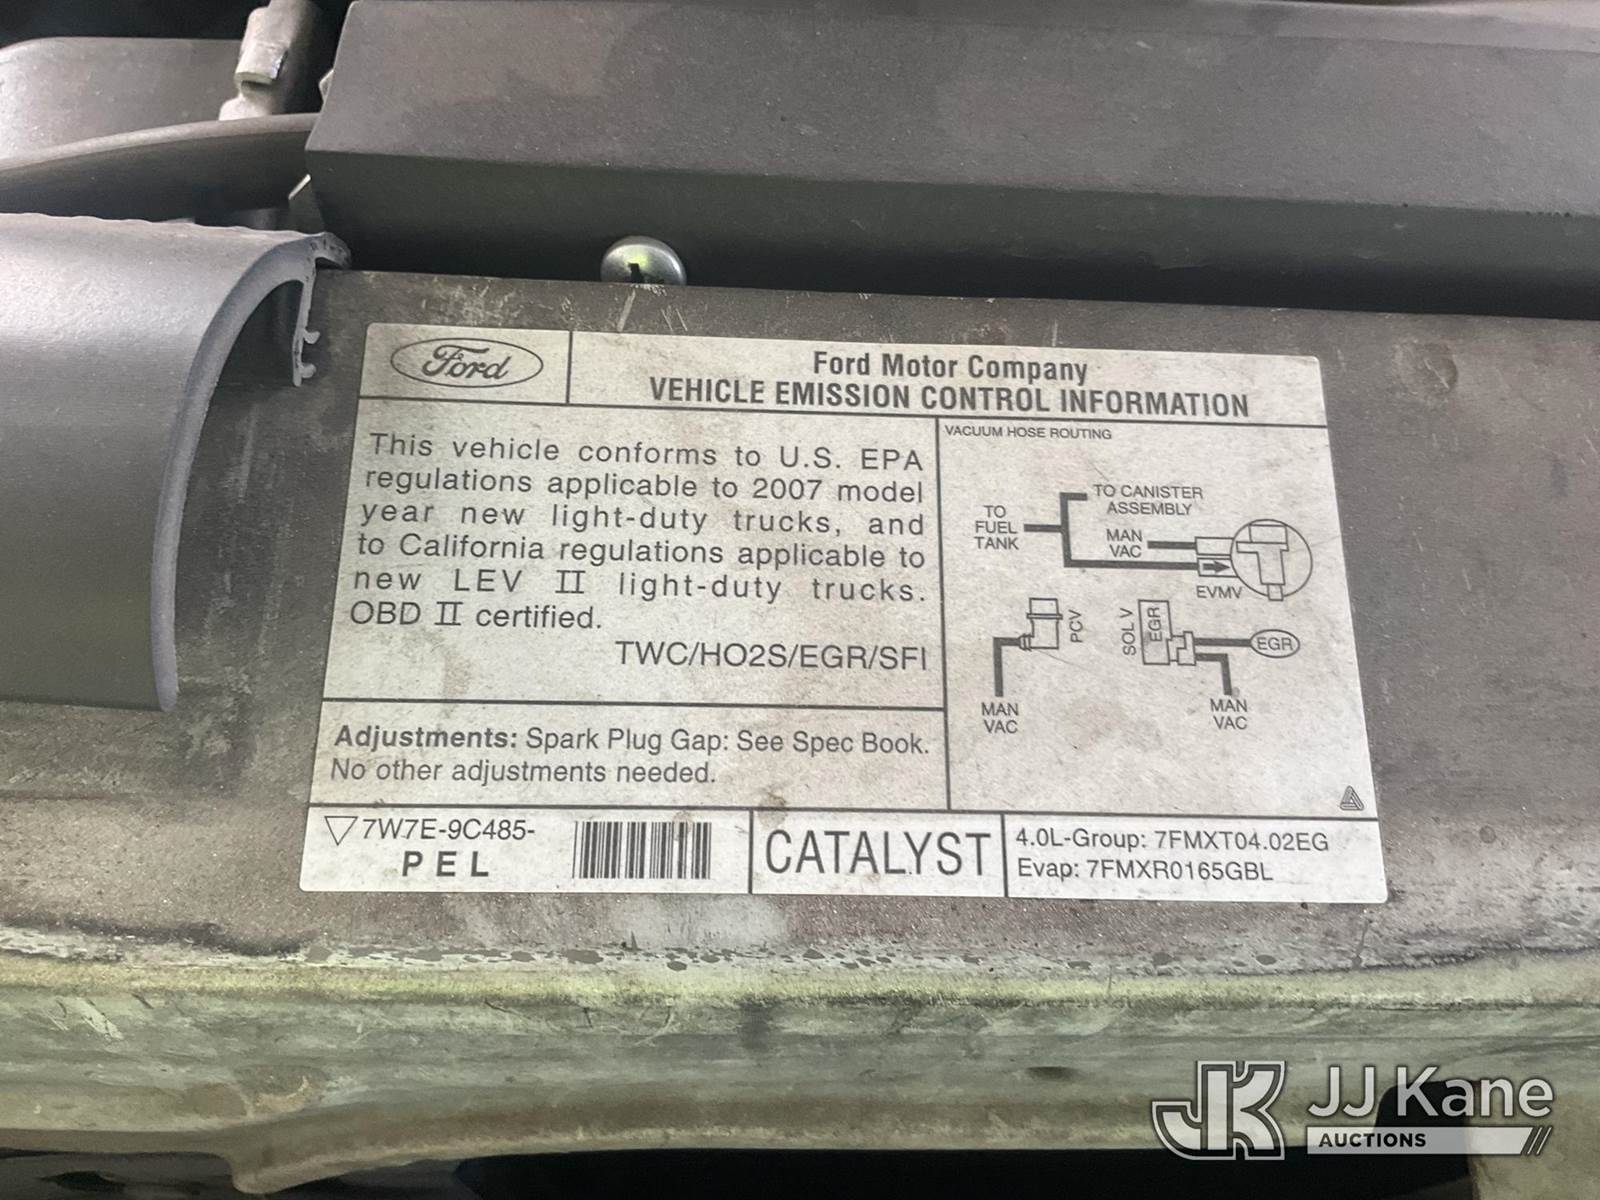 Ford
Ford Motor Company
VEHICLE EMISSION CONTROL INFORMATION
This vehicle conforms to U.S. EPA
regulations applicable to 2007 model
year new light-duty trucks, and
to California regulations applicable to
new LEV II light-duty trucks.
OBD II certified.
TWC/HO2S/EGR/SFI
Adjustments: Spark Plug Gap: See Spec Book.
No other adjustments needed.
VACUUM HOSE ROUTING
TO CANISTER
ASSEMBLY
TO
FUEL
TANK
MAN
VAC
EVMV
PCV
SOL V
EGR
EGR
MAN
VAC
MAN
VAC
7W7E-9C485-
PEL
CATALYST
4.0L-Group: 7FMXT04.02EG
Evap: 7FMXR0165GBL
JK
JJ Kane
AUCTIONS